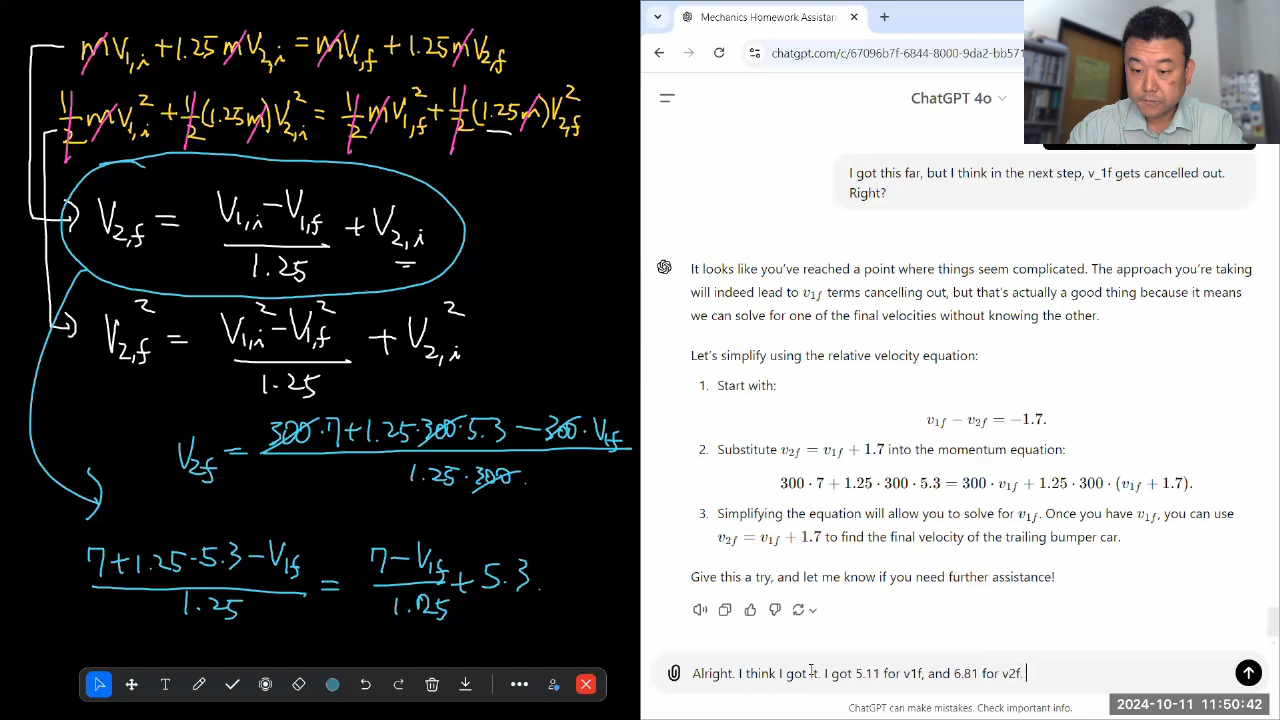 mV1,i + 1.25 mV2,i = mV1,f + 1.25 mV2,f
1/2 mV1,i² + 1/2 (1.25m)V2,i² = 1/2 mV1,f² + 1/2 (1.25m)V2,f²
V2,f = (V1,i − V1,f)/1.25 + V2,i
V2,f² = (V1,i² − V1,f²)/1.25 + V2,i²
V2f = (300·7 + 1.25·300·5.3 − 300·V1f)/(1.25·300)
(7 + 1.25·5.3 − V1f)/1.25 = (7 − V1f)/1.25 + 5.3
Mechanics Homework Assistan
chatgpt.com/c/67096b7f-6844-8000-9da2-bb571
ChatGPT 4o
I got this far, but I think in the next step, v_1f gets cancelled out.
Right?
It looks like you've reached a point where things seem complicated. The approach you're taking
will indeed lead to v1f terms cancelling out, but that's actually a good thing because it means
we can solve for one of the final velocities without knowing the other.
Let's simplify using the relative velocity equation:
1. Start with:
v1f − v2f = −1.7.
2. Substitute v2f = v1f + 1.7 into the momentum equation:
300 · 7 + 1.25 · 300 · 5.3 = 300 · v1f + 1.25 · 300 · (v1f + 1.7).
3. Simplifying the equation will allow you to solve for v1f. Once you have v1f, you can use
v2f = v1f + 1.7 to find the final velocity of the trailing bumper car.
Give this a try, and let me know if you need further assistance!
Alright. I think I got it. I got 5.11 for v1f, and 6.81 for v2f.
ChatGPT can make mistakes. Check important info.
2024-10-11 11:50:42